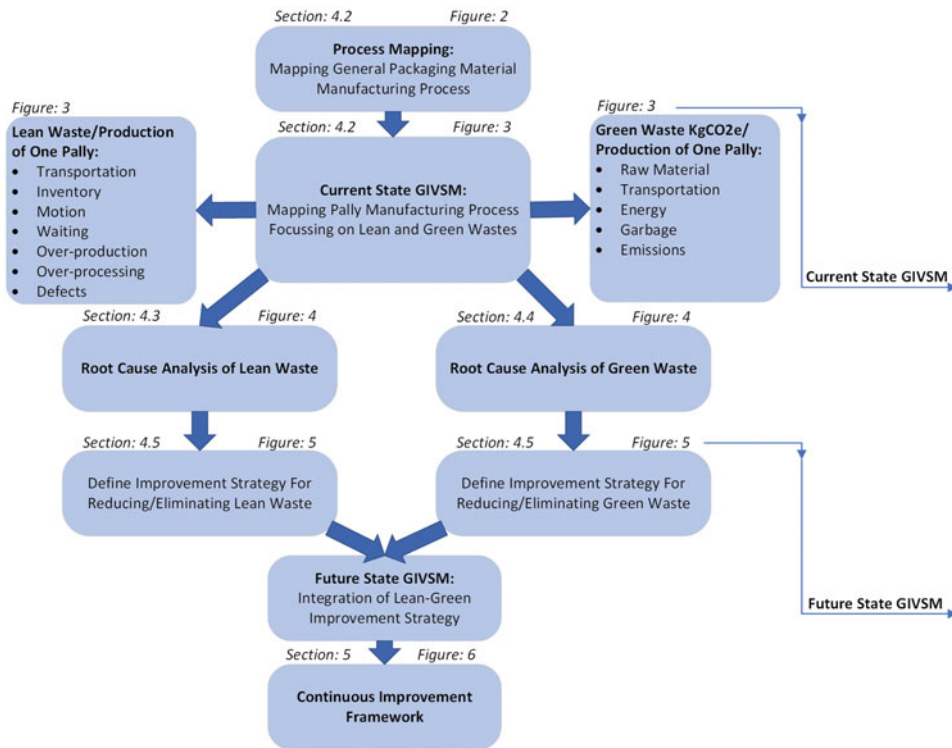 Section: 4.2 Figure: 2
Process Mapping:
Mapping General Packaging Material
Manufacturing Process
Figure: 3
Lean Waste/Production
of One Pally:
• Transportation
• Inventory
• Motion
• Waiting
• Over-production
• Over-processing
• Defects
Section: 4.2 Figure: 3
Current State GIVSM:
Mapping Pally Manufacturing Process
Focussing on Lean and Green Wastes
Figure: 3
Green Waste KgCO2e/
Production of One Pally:
• Raw Material
• Transportation
• Energy
• Garbage
• Emissions
Current State GIVSM
Section: 4.3 Figure: 4
Root Cause Analysis of Lean Waste
Section: 4.4 Figure: 4
Root Cause Analysis of Green Waste
Section: 4.5 Figure: 5
Define Improvement Strategy For
Reducing/Eliminating Lean Waste
Section: 4.5 Figure: 5
Define Improvement Strategy For
Reducing/Eliminating Green Waste
Future State GIVSM:
Integration of Lean-Green
Improvement Strategy
Future State GIVSM
Section: 5 Figure: 6
Continuous Improvement
Framework